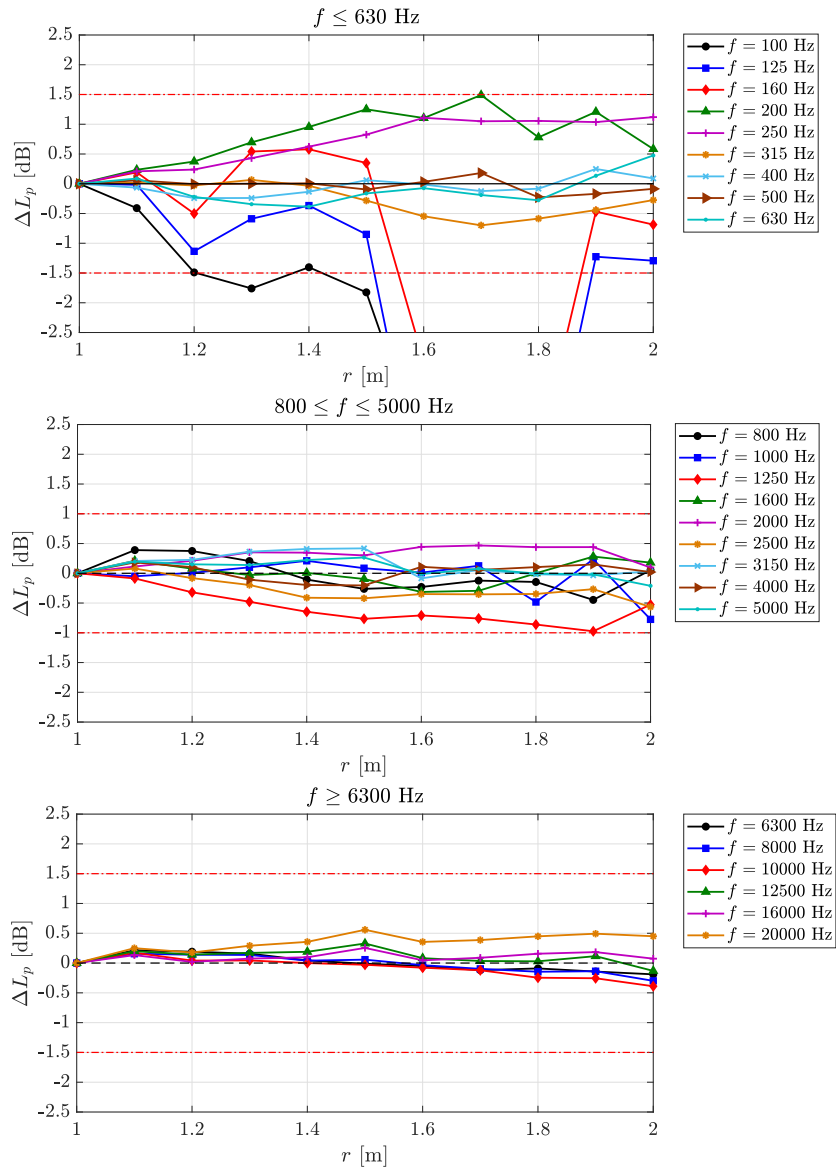 f ≤ 630 Hz
2.5
2
1.5
1
0.5
0
-0.5
-1
-1.5
-2
-2.5
ΔL_p [dB]
1
1.2
1.4
1.6
1.8
2
r [m]
f = 100 Hz
f = 125 Hz
f = 160 Hz
f = 200 Hz
f = 250 Hz
f = 315 Hz
f = 400 Hz
f = 500 Hz
f = 630 Hz
800 ≤ f ≤ 5000 Hz
2.5
2
1.5
1
0.5
0
-0.5
-1
-1.5
-2
-2.5
ΔL_p [dB]
1
1.2
1.4
1.6
1.8
2
r [m]
f = 800 Hz
f = 1000 Hz
f = 1250 Hz
f = 1600 Hz
f = 2000 Hz
f = 2500 Hz
f = 3150 Hz
f = 4000 Hz
f = 5000 Hz
f ≥ 6300 Hz
2.5
2
1.5
1
0.5
0
-0.5
-1
-1.5
-2
-2.5
ΔL_p [dB]
1
1.2
1.4
1.6
1.8
2
r [m]
f = 6300 Hz
f = 8000 Hz
f = 10000 Hz
f = 12500 Hz
f = 16000 Hz
f = 20000 Hz